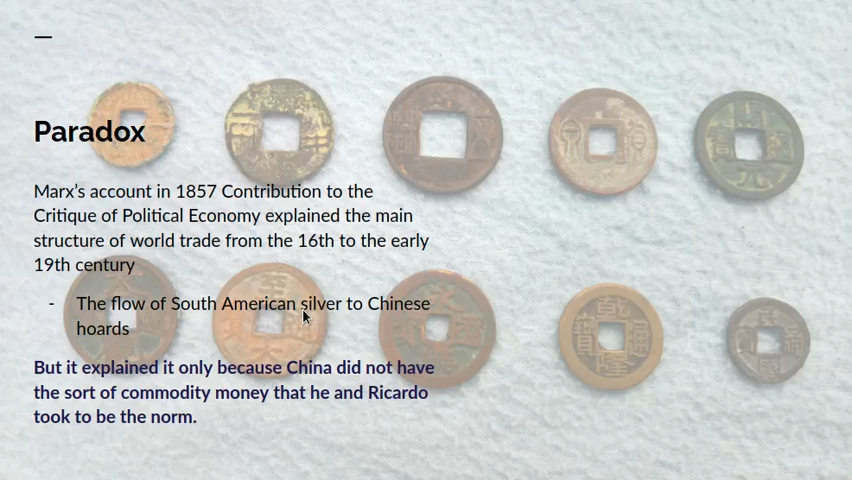 Paradox
Marx’s account in 1857 Contribution to the
Critique of Political Economy explained the main
structure of world trade from the 16th to the early
19th century
- The flow of South American silver to Chinese
hoards
But it explained it only because China did not have
the sort of commodity money that he and Ricardo
took to be the norm.